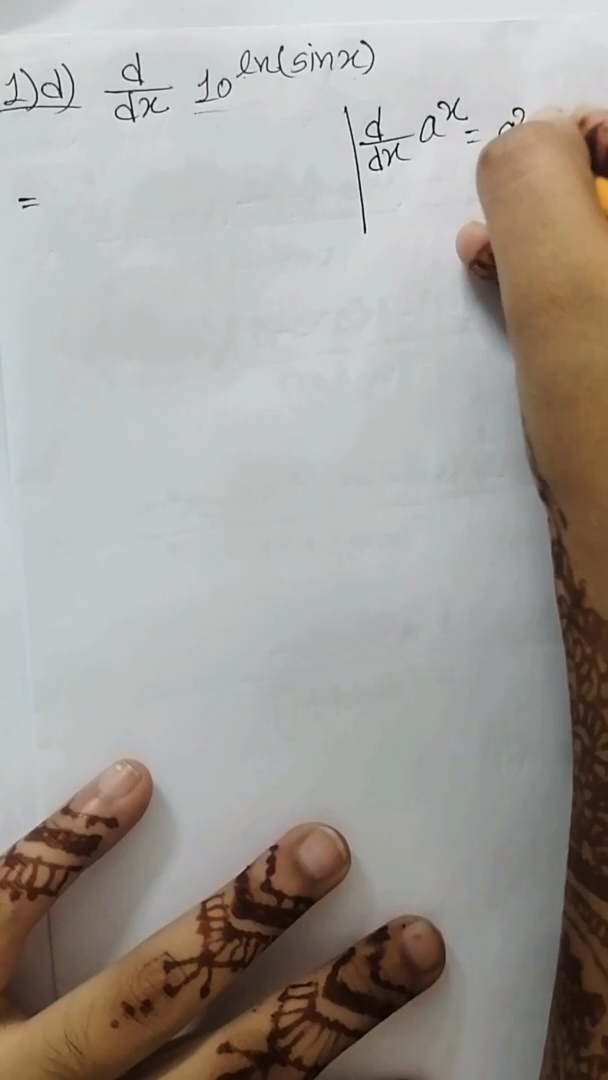 1)d) d/dx 10^ln(sinx)
| d/dx a^x = a
=